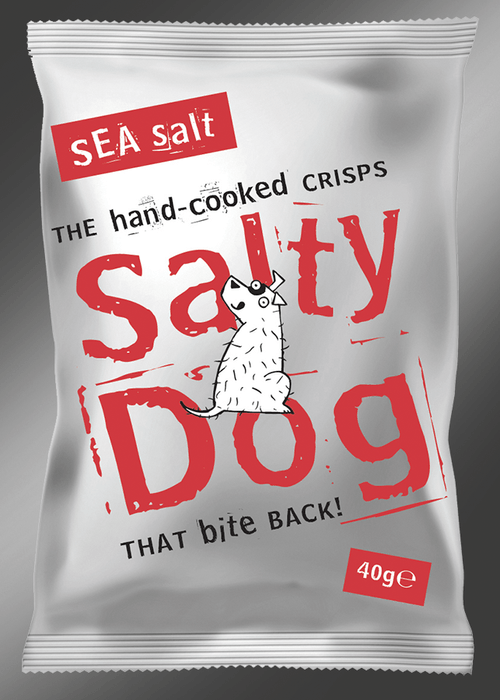 SEA salt
THE hand-cooked CRISPS
Salty
Dog
THAT bite BACK!
40g℮